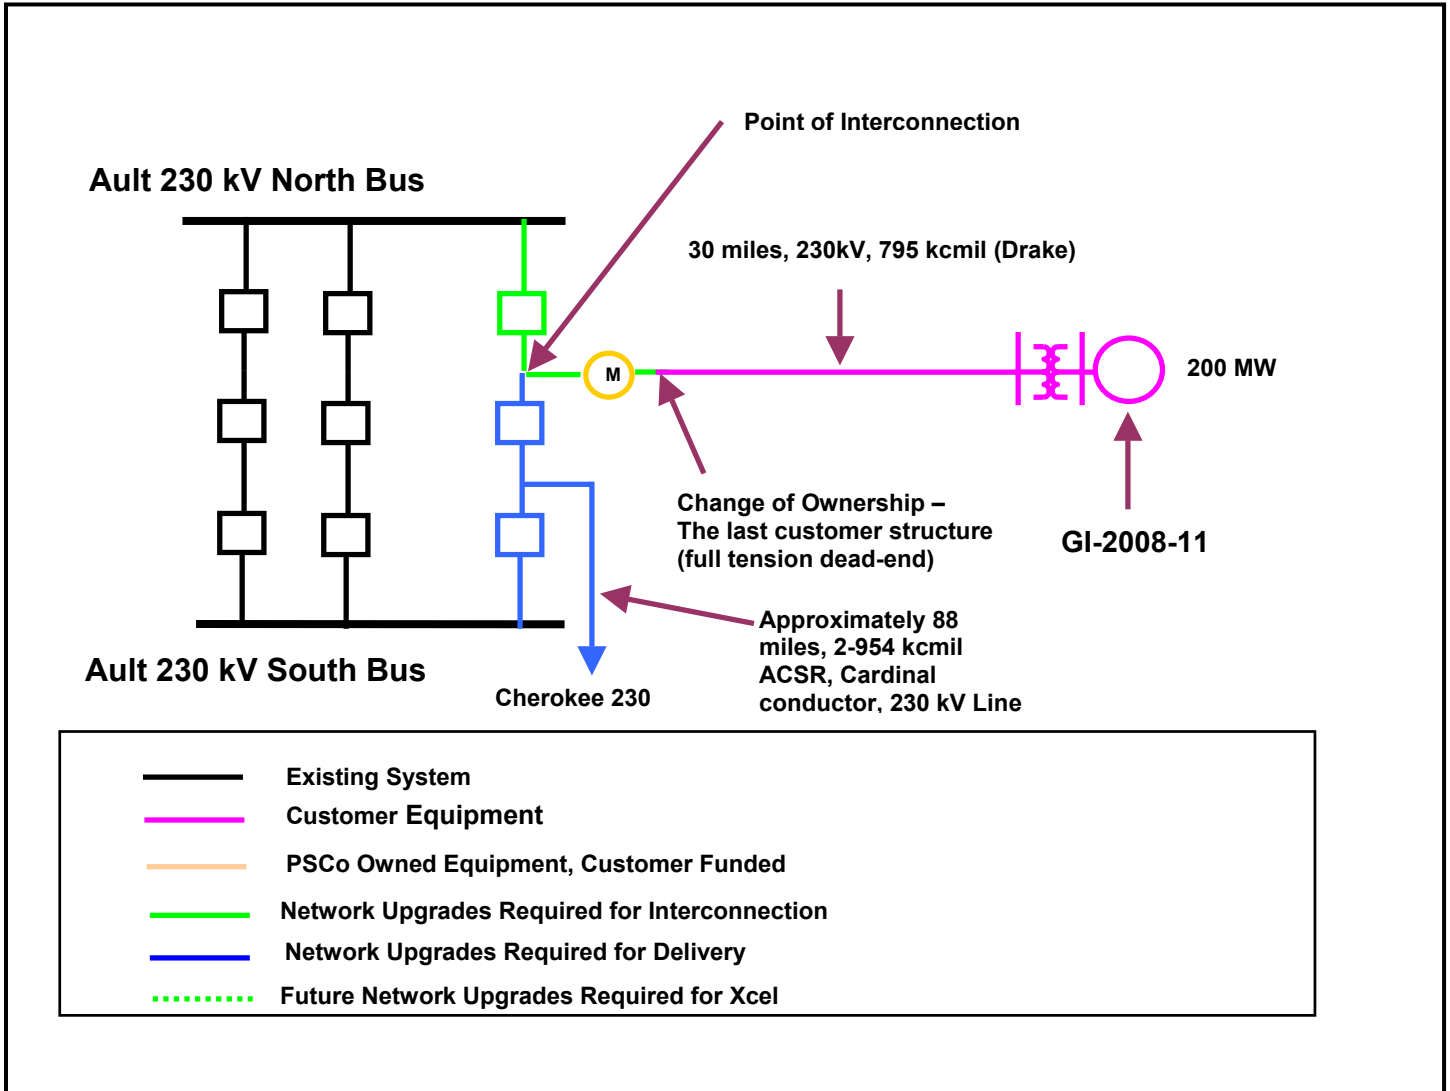 Point of Interconnection
Ault 230 kV North Bus
30 miles, 230kV, 795 kcmil (Drake)
M
200 MW
Change of Ownership –
The last customer structure
(full tension dead-end)
GI-2008-11
Approximately 88
miles, 2-954 kcmil
ACSR, Cardinal
conductor, 230 kV Line
Ault 230 kV South Bus
Cherokee 230
Existing System
Customer Equipment
PSCo Owned Equipment, Customer Funded
Network Upgrades Required for Interconnection
Network Upgrades Required for Delivery
Future Network Upgrades Required for Xcel